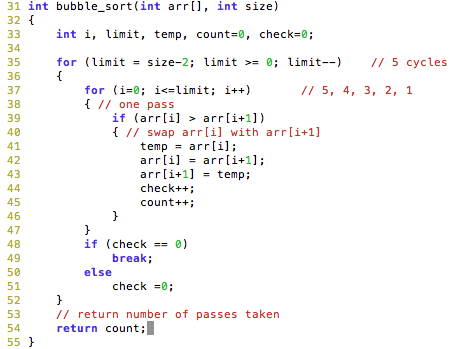 31 int bubble_sort(int arr[], int size)
32 {
33     int i, limit, temp, count=0, check=0;
34
35     for (limit = size-2; limit >= 0; limit--)    // 5 cycles
36     {
37         for (i=0; i<=limit; i++)       // 5, 4, 3, 2, 1
38         { // one pass
39             if (arr[i] > arr[i+1])
40             { // swap arr[i] with arr[i+1]
41                 temp = arr[i];
42                 arr[i] = arr[i+1];
43                 arr[i+1] = temp;
44                 check++;
45                 count++;
46             }
47         }
48         if (check == 0)
49             break;
50         else
51             check =0;
52     }
53     // return number of passes taken
54     return count;
55 }